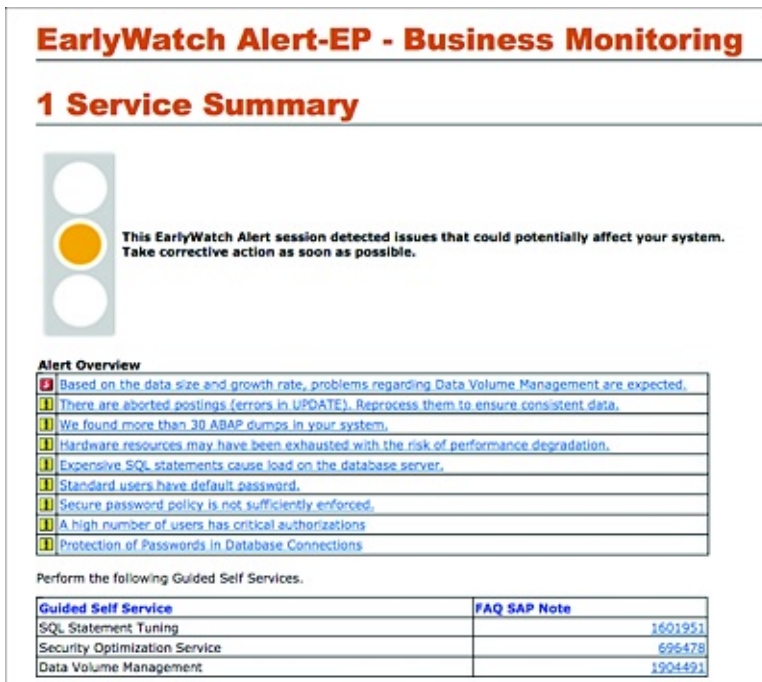 EarlyWatch Alert-EP - Business Monitoring
1 Service Summary
This EarlyWatch Alert session detected issues that could potentially affect your system.
Take corrective action as soon as possible.
Alert Overview
Based on the data size and growth rate, problems regarding Data Volume Management are expected.
There are aborted postings (errors in UPDATE). Reprocess them to ensure consistent data.
We found more than 30 ABAP dumps in your system.
Hardware resources may have been exhausted with the risk of performance degradation.
Expensive SQL statements cause load on the database server.
Standard users have default password.
Secure password policy is not sufficiently enforced.
A high number of users has critical authorizations
Protection of Passwords in Database Connections
Perform the following Guided Self Services.
Guided Self Service FAQ SAP Note
SQL Statement Tuning 1601951
Security Optimization Service 696478
Data Volume Management 1904491